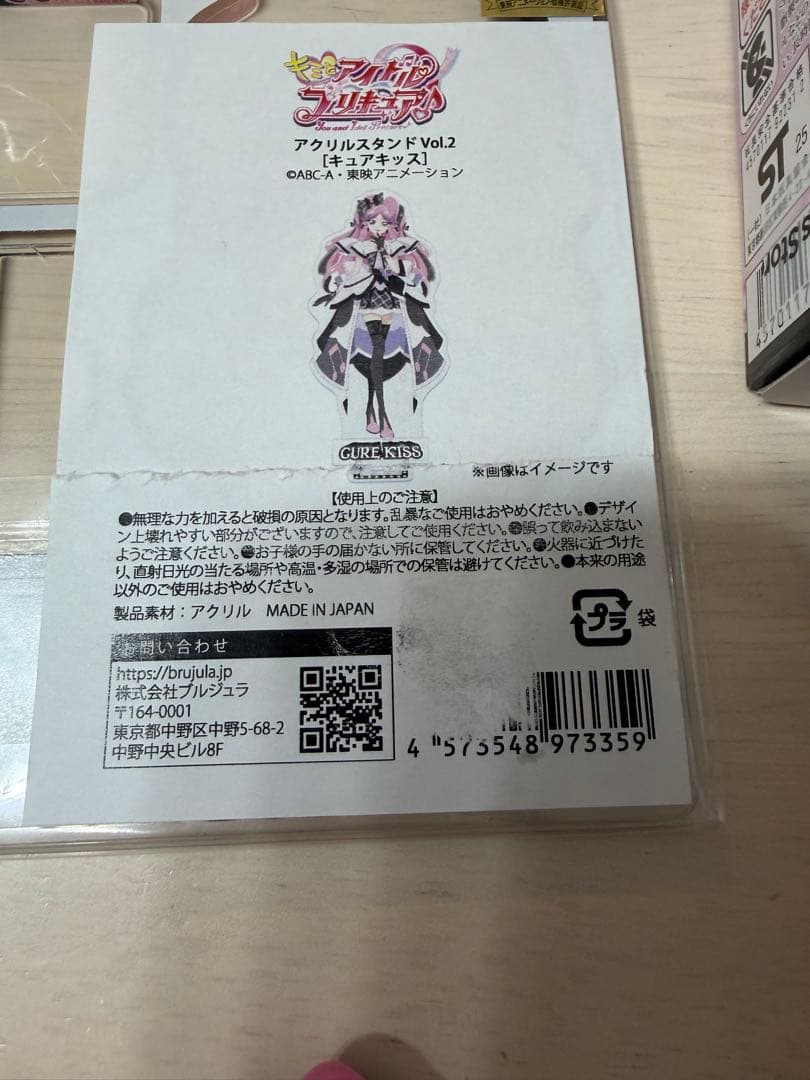 キミとアイドル
プリキュア♪
You and Idol Precure♪
アクリルスタンド Vol.2
[キュアキッス]
©ABC-A・東映アニメーション
CURE KISS
※画像はイメージです
【使用上のご注意】
●無理な力を加えると破損の原因となります。乱暴なご使用はおやめください。●デザイ
ン上壊れやすい部分がございますので、注意してご使用ください。●誤って飲み込まない
ようご注意ください。●お子様の手の届かない所に保管してください。●火器に近づけた
り、直射日光の当たる場所や高温・多湿の場所での保管は避けてください。●本来の用途
以外のご使用はおやめください。
製品素材：アクリル MADE IN JAPAN
プラ 袋
お問い合わせ
https://brujula.jp
株式会社ブルジュラ
〒164-0001
東京都中野区中野5-68-2
中野中央ビル8F
4 573548 973359
ST
25